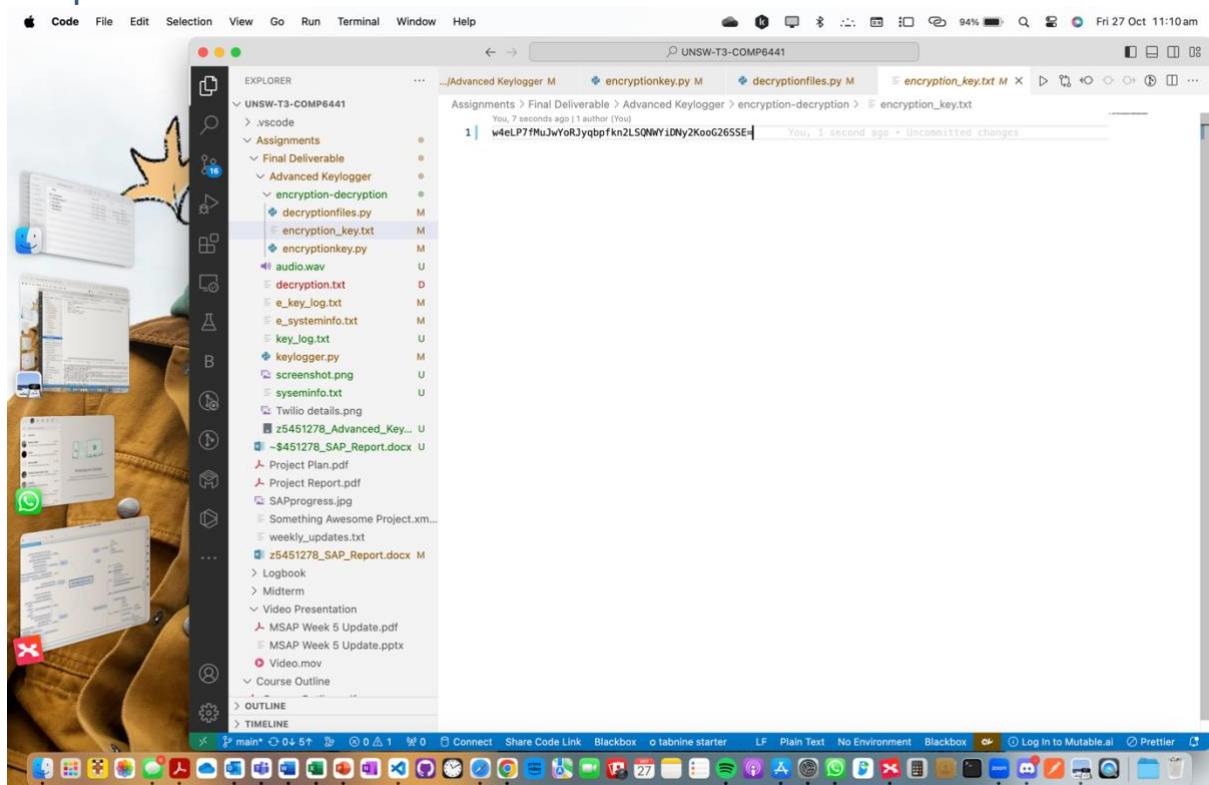 Code File Edit Selection View Go Run Terminal Window Help 94% Fri 27 Oct 11:10 am
UNSW-T3-COMP6441
EXPLORER
.../Advanced Keylogger M encryptionkey.py M decryptionfiles.py M encryption_key.txt M
Assignments > Final Deliverable > Advanced Keylogger > encryption-decryption > encryption_key.txt
You, 7 seconds ago | 1 author (You)
1 w4eLP7fMuJwYoRJyqbpfkn2LSQNWYiDNy2KooG26SSE= You, 1 second ago • Uncommitted changes
UNSW-T3-COMP6441
.vscode
Assignments
Final Deliverable
Advanced Keylogger
encryption-decryption
decryptionfiles.py M
encryption_key.txt M
encryptionkey.py M
audio.wav U
decryption.txt D
e_key_log.txt M
e_systeminfo.txt M
key_log.txt U
keylogger.py M
screenshot.png U
syseminfo.txt U
Twilio details.png
z5451278_Advanced_Key... U
~$451278_SAP_Report.docx U
Project Plan.pdf
Project Report.pdf
SAPprogress.jpg
Something Awesome Project.xm...
weekly_updates.txt
z5451278_SAP_Report.docx M
Logbook
Midterm
Video Presentation
MSAP Week 5 Update.pdf
MSAP Week 5 Update.pptx
Video.mov
Course Outline
OUTLINE
TIMELINE
16
B
main* 0↓ 5↑ 0 1 0 Connect Share Code Link Blackbox tabnine starter LF Plain Text No Environment Blackbox Log In to Mutable.ai Prettier
27